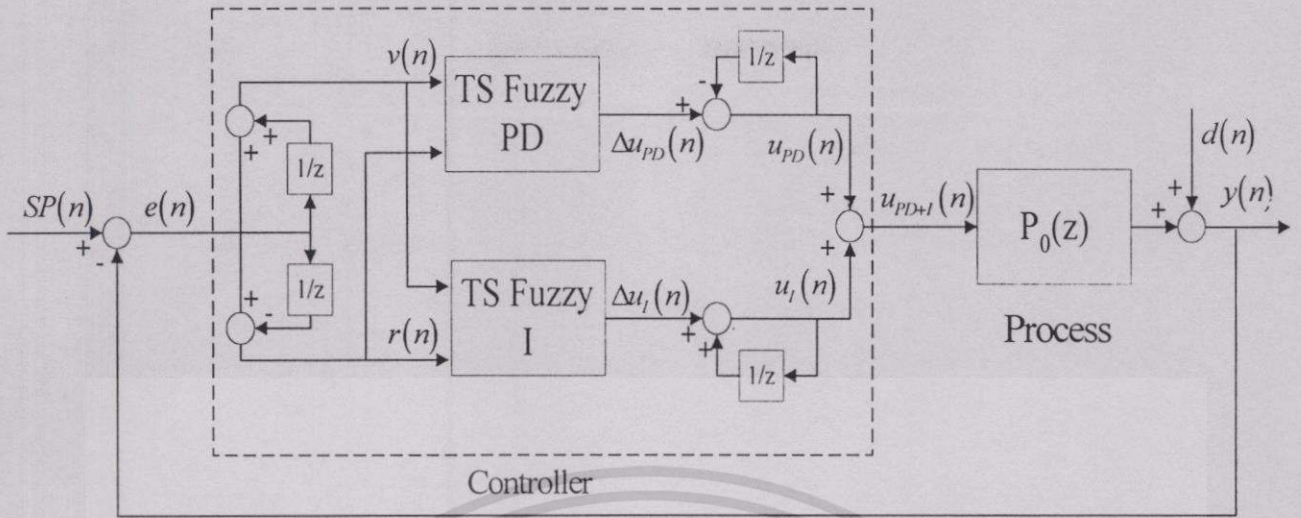 v(n)
TS Fuzzy
PD
Δu_PD(n)
+
-
1/z
u_PD(n)
+
+
1/z
SP(n)
+
-
e(n)
1/z
+
-
r(n)
TS Fuzzy
I
Δu_I(n)
+
+
1/z
u_I(n)
+
+
u_PD+I(n)
P_0(z)
Process
d(n)
+
+
y(n)
Controller